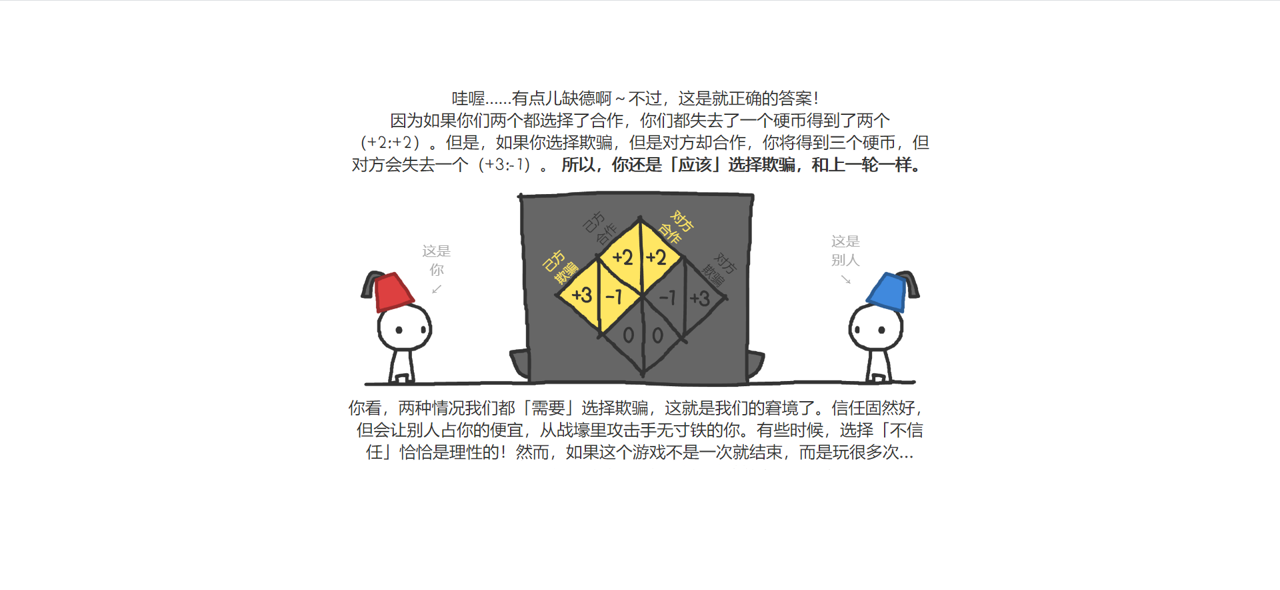 哇喔......有点儿缺德啊～不过，这是就正确的答案！
因为如果你们两个都选择了合作，你们都失去了一个硬币得到了两个
（+2:+2）。但是，如果你选择欺骗，但是对方却合作，你将得到三个硬币，但
对方会失去一个（+3:-1）。 所以，你还是「应该」选择欺骗，和上一轮一样。
己方
合作
对方
合作
己方
欺骗
对方
欺骗
+2 +2
+3 -1 -1 +3
0 0
这是
你
↙
这是
别人
↘
你看，两种情况我们都「需要」选择欺骗，这就是我们的窘境了。信任固然好，
但会让别人占你的便宜，从战壕里攻击手无寸铁的你。有些时候，选择「不信
任」恰恰是理性的！然而，如果这个游戏不是一次就结束，而是玩很多次...